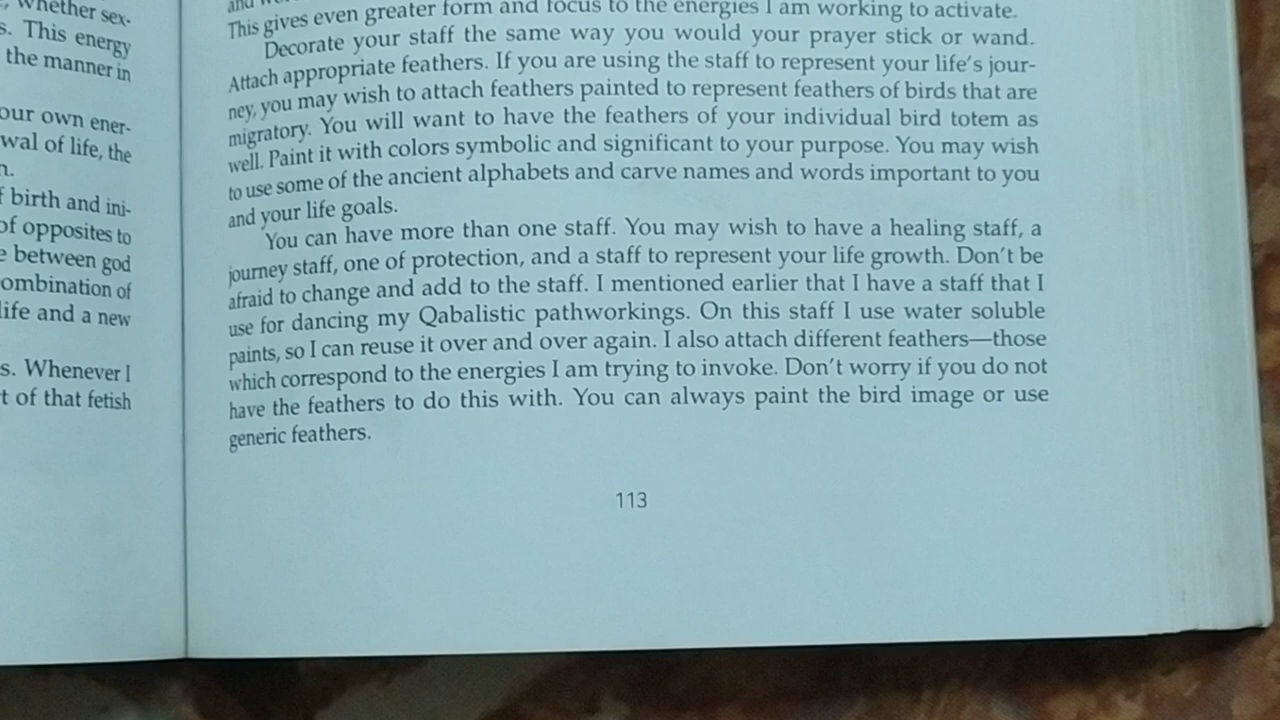 whether sex-
s. This energy
the manner in
our own ener-
wal of life, the
n.
f birth and ini-
of opposites to
e between god
ombination of
life and a new
s. Whenever I
t of that fetish
and
This gives even greater form and focus to the energies I am working to activate.
Decorate your staff the same way you would your prayer stick or wand.
Attach appropriate feathers. If you are using the staff to represent your life's jour-
ney, you may wish to attach feathers painted to represent feathers of birds that are
migratory. You will want to have the feathers of your individual bird totem as
well. Paint it with colors symbolic and significant to your purpose. You may wish
to use some of the ancient alphabets and carve names and words important to you
and your life goals.
You can have more than one staff. You may wish to have a healing staff, a
journey staff, one of protection, and a staff to represent your life growth. Don't be
afraid to change and add to the staff. I mentioned earlier that I have a staff that I
use for dancing my Qabalistic pathworkings. On this staff I use water soluble
paints, so I can reuse it over and over again. I also attach different feathers—those
which correspond to the energies I am trying to invoke. Don't worry if you do not
have the feathers to do this with. You can always paint the bird image or use
generic feathers.
113